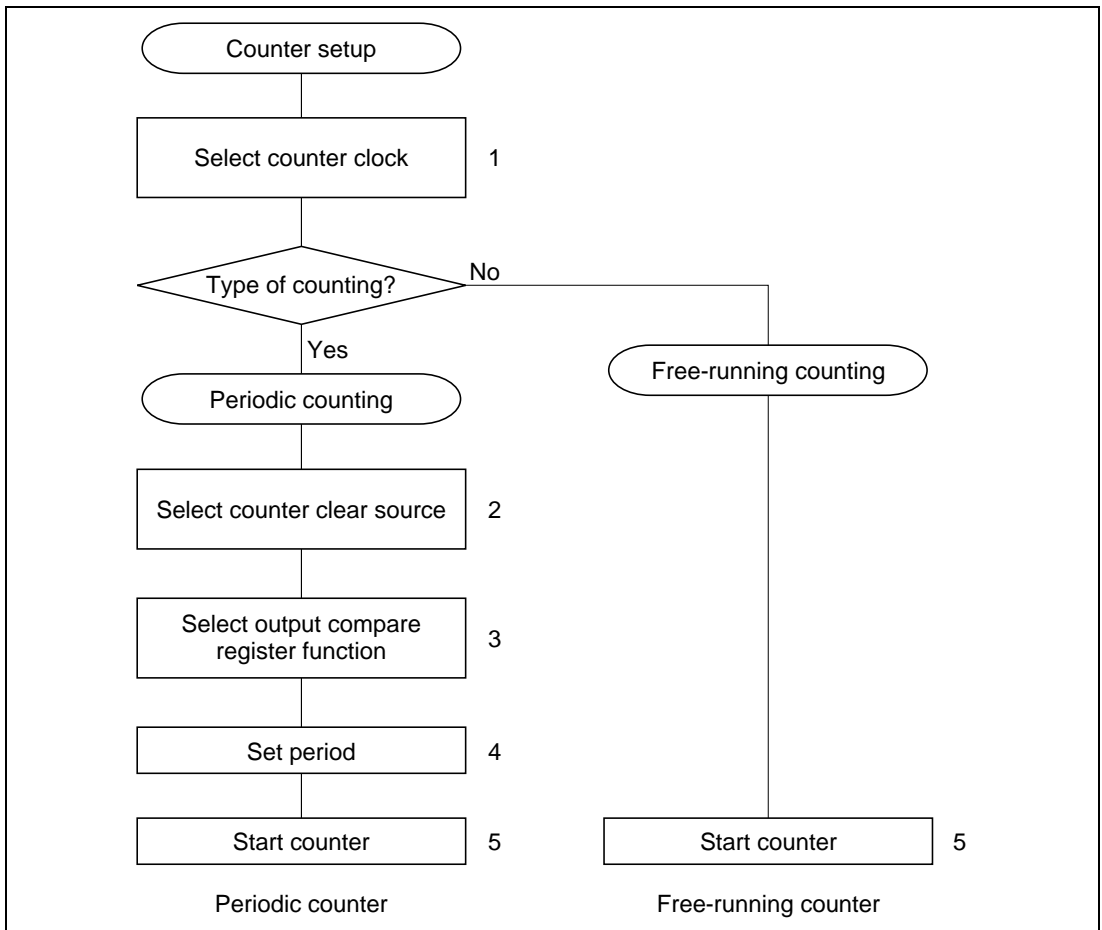 Counter setup
Select counter clock
1
Type of counting?
No
Yes
Free-running counting
Periodic counting
Select counter clear source
2
Select output compare
register function
3
Set period
4
Start counter
5
Start counter
5
Periodic counter
Free-running counter